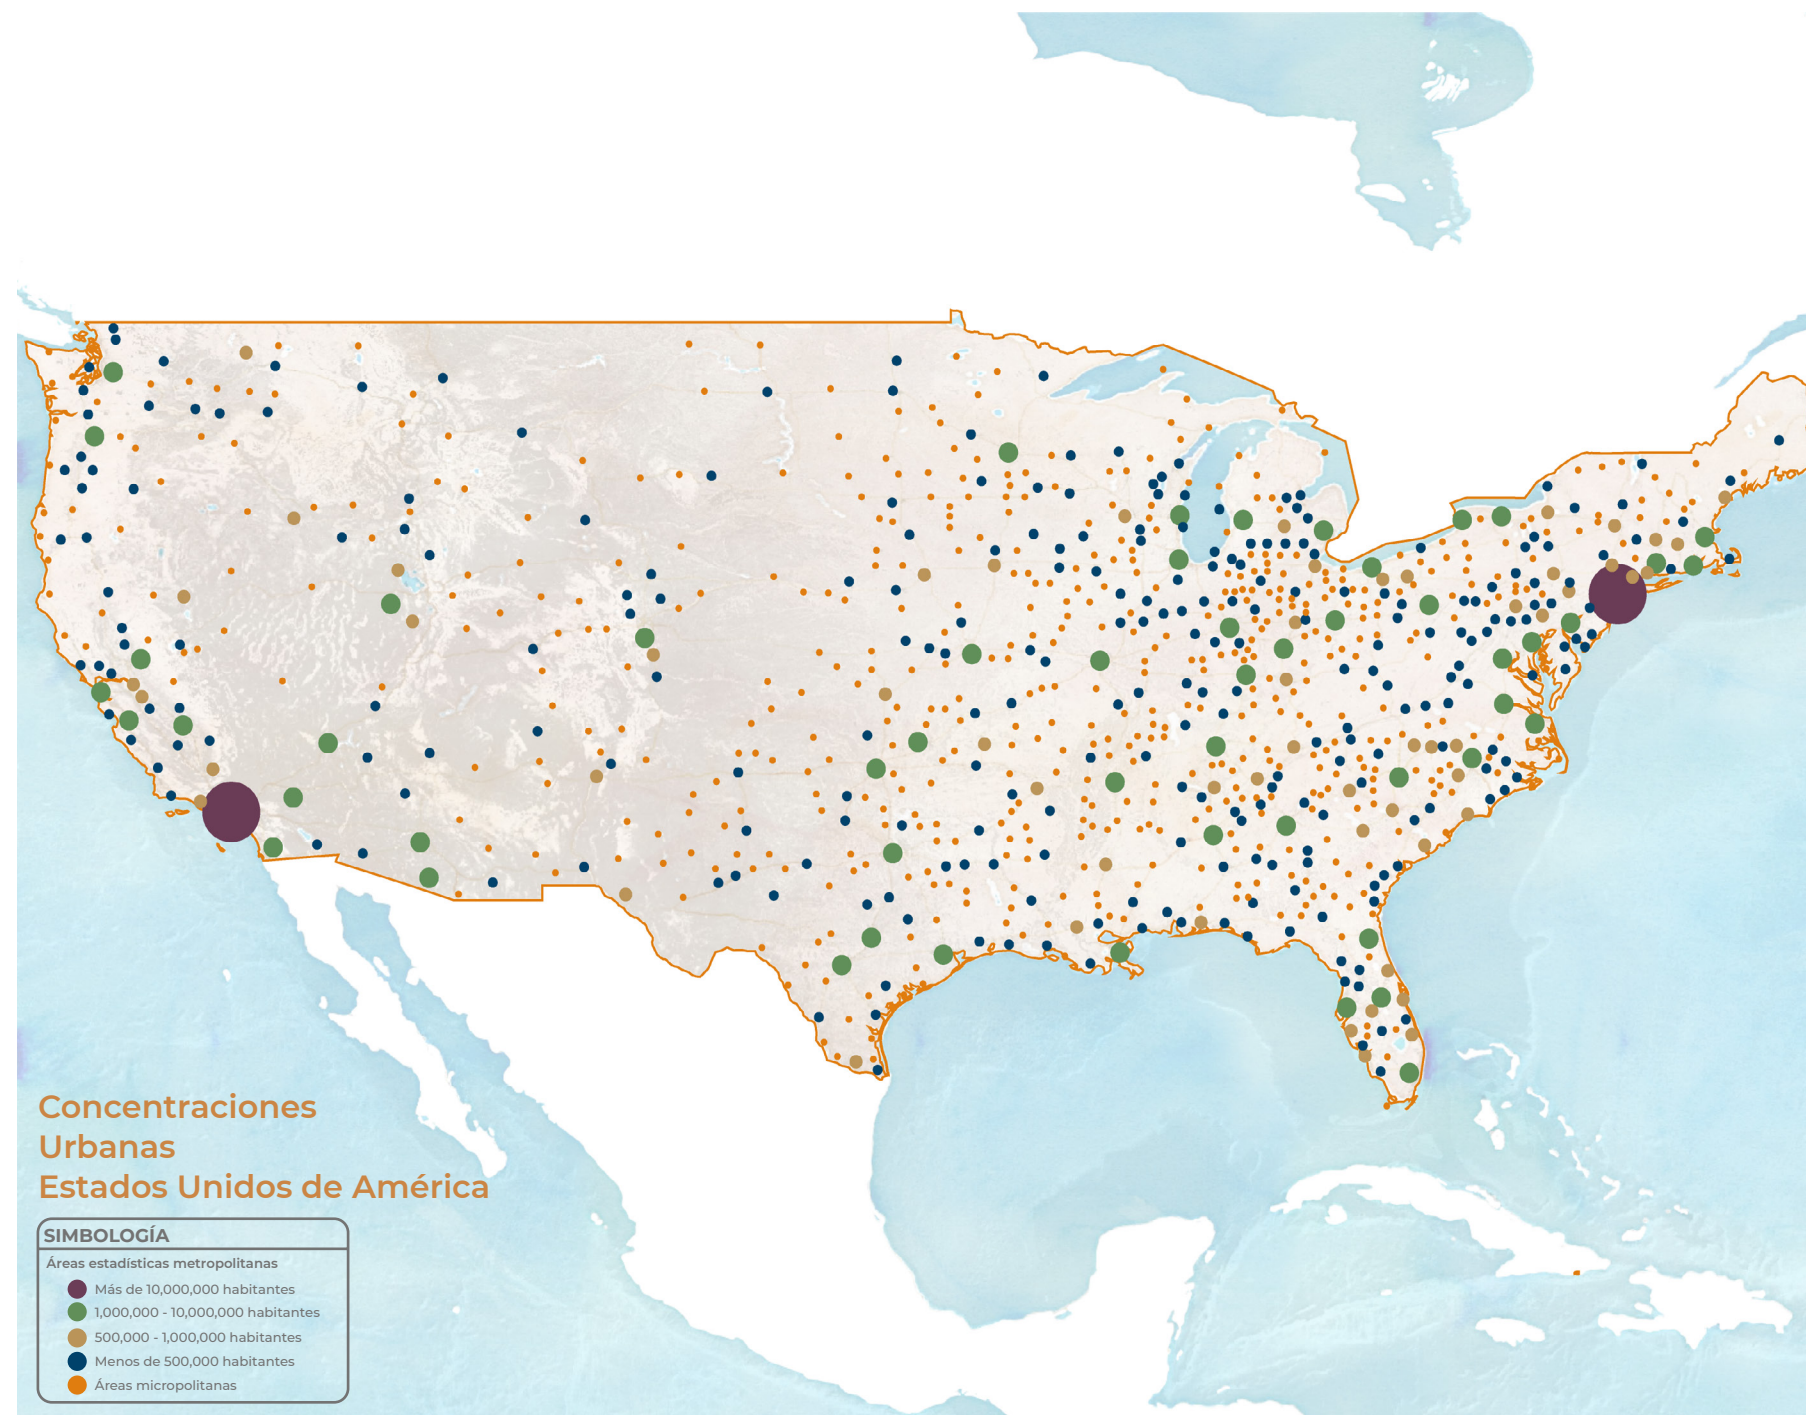 Concentraciones
Urbanas
Estados Unidos de América
SIMBOLOGÍA
Áreas estadísticas metropolitanas
Más de 10,000,000 habitantes
1,000,000 - 10,000,000 habitantes
500,000 - 1,000,000 habitantes
Menos de 500,000 habitantes
Áreas micropolitanas